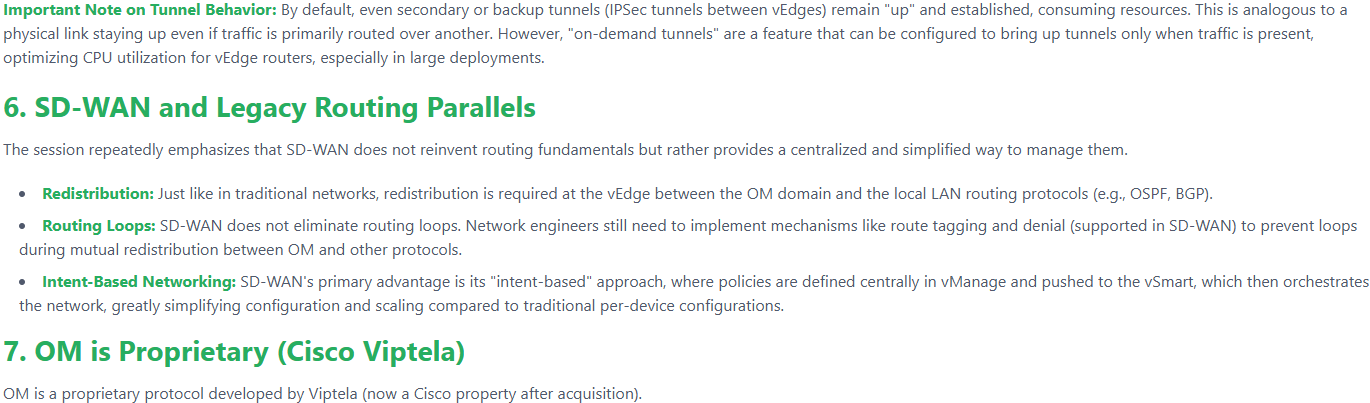 Important Note on Tunnel Behavior: By default, even secondary or backup tunnels (IPSec tunnels between vEdges) remain "up" and established, consuming resources. This is analogous to a
physical link staying up even if traffic is primarily routed over another. However, "on-demand tunnels" are a feature that can be configured to bring up tunnels only when traffic is present,
optimizing CPU utilization for vEdge routers, especially in large deployments.
6. SD-WAN and Legacy Routing Parallels
The session repeatedly emphasizes that SD-WAN does not reinvent routing fundamentals but rather provides a centralized and simplified way to manage them.
• Redistribution: Just like in traditional networks, redistribution is required at the vEdge between the OM domain and the local LAN routing protocols (e.g., OSPF, BGP).
• Routing Loops: SD-WAN does not eliminate routing loops. Network engineers still need to implement mechanisms like route tagging and denial (supported in SD-WAN) to prevent loops
during mutual redistribution between OM and other protocols.
• Intent-Based Networking: SD-WAN's primary advantage is its "intent-based" approach, where policies are defined centrally in vManage and pushed to the vSmart, which then orchestrates
the network, greatly simplifying configuration and scaling compared to traditional per-device configurations.
7. OM is Proprietary (Cisco Viptela)
OM is a proprietary protocol developed by Viptela (now a Cisco property after acquisition).